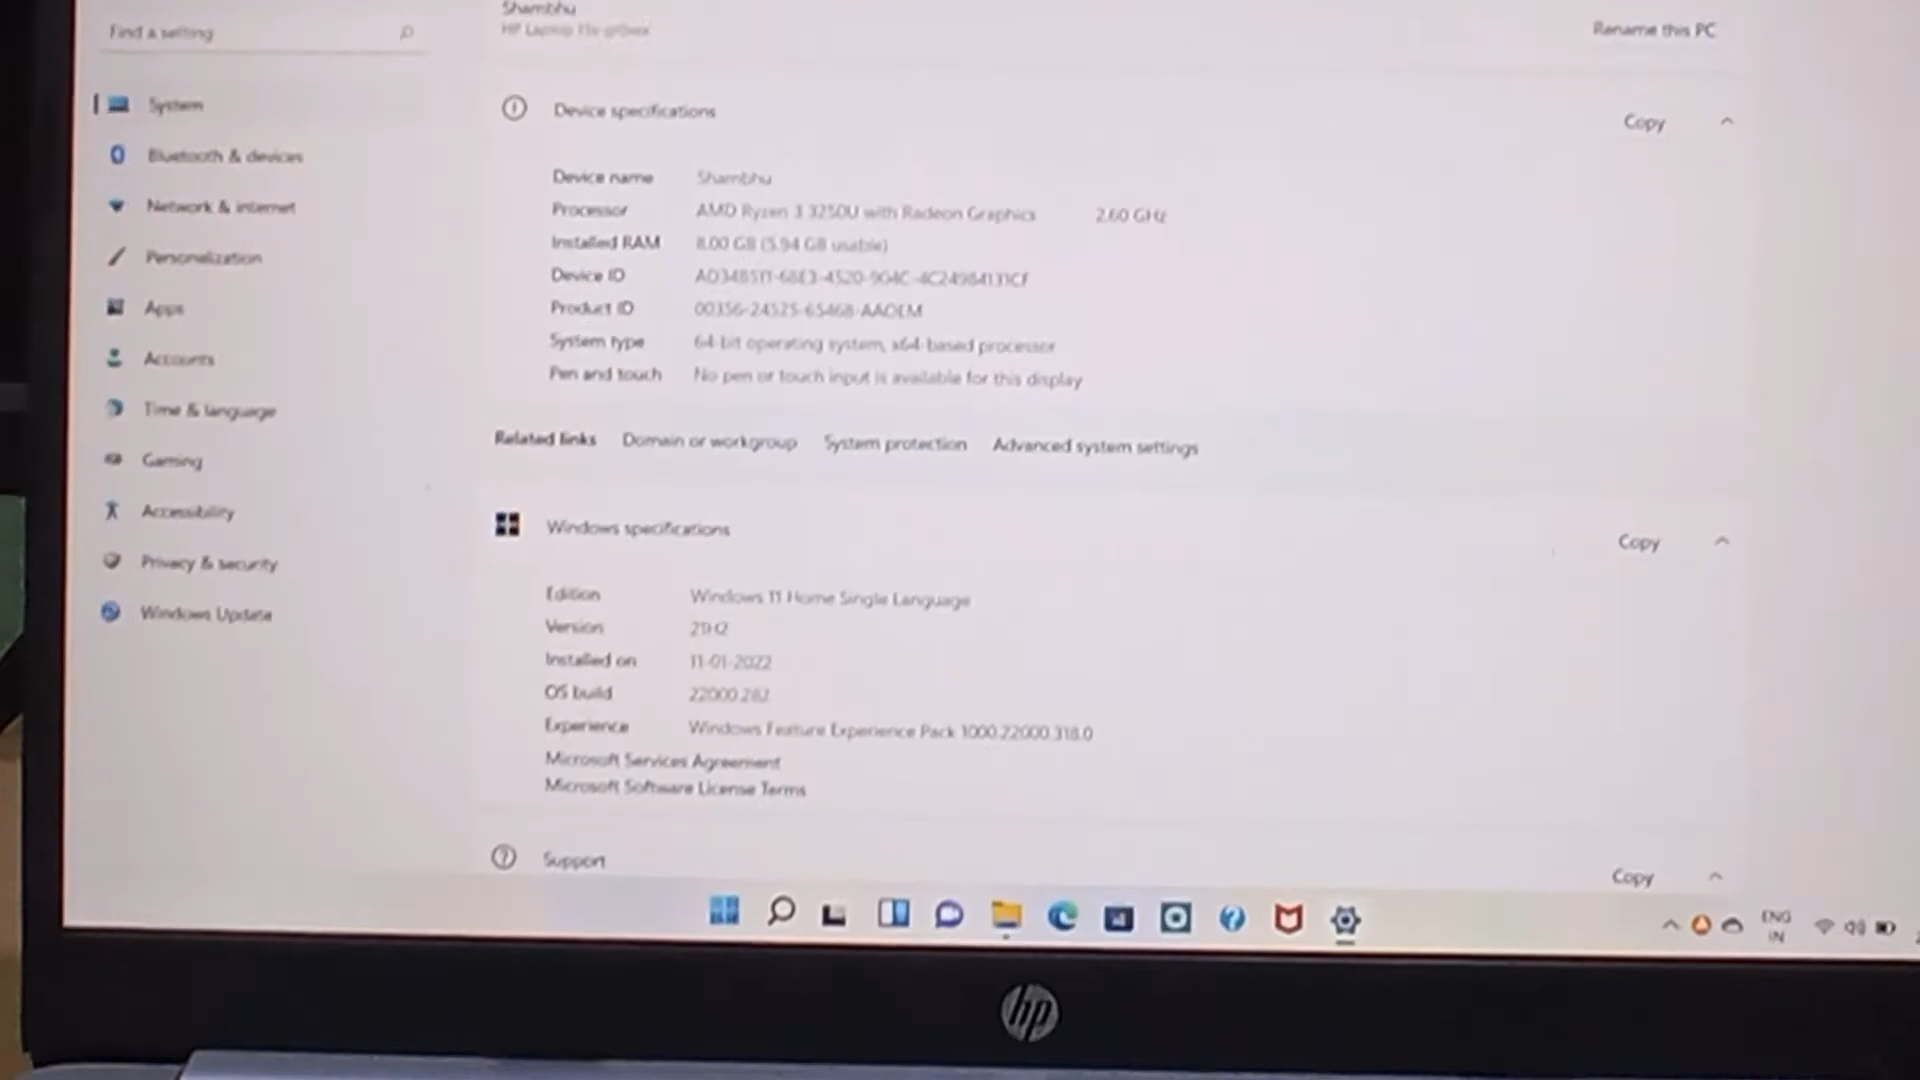 Shambhu
HP Laptop
Rename this PC
Find a setting
System
Bluetooth & devices
Network & internet
Personalization
Apps
Accounts
Time & language
Gaming
Accessibility
Privacy & security
Windows Update
Device specifications
Copy
Device name Shambhu
Processor AMD Ryzen 3 3250U with Radeon Graphics 2.60 GHz
Installed RAM 8.00 GB (5.94 GB usable)
Device ID
Product ID 00356-24525-65468-AAOEM
System type 64-bit operating system, x64-based processor
Pen and touch No pen or touch input is available for this display
Related links Domain or workgroup System protection Advanced system settings
Windows specifications
Copy
Edition Windows 11 Home Single Language
Version 21H2
Installed on 11-01-2022
OS build 22000.282
Experience Windows Feature Experience Pack 1000.22000.318.0
Microsoft Services Agreement
Microsoft Software License Terms
Support
Copy
ENG
IN
hp